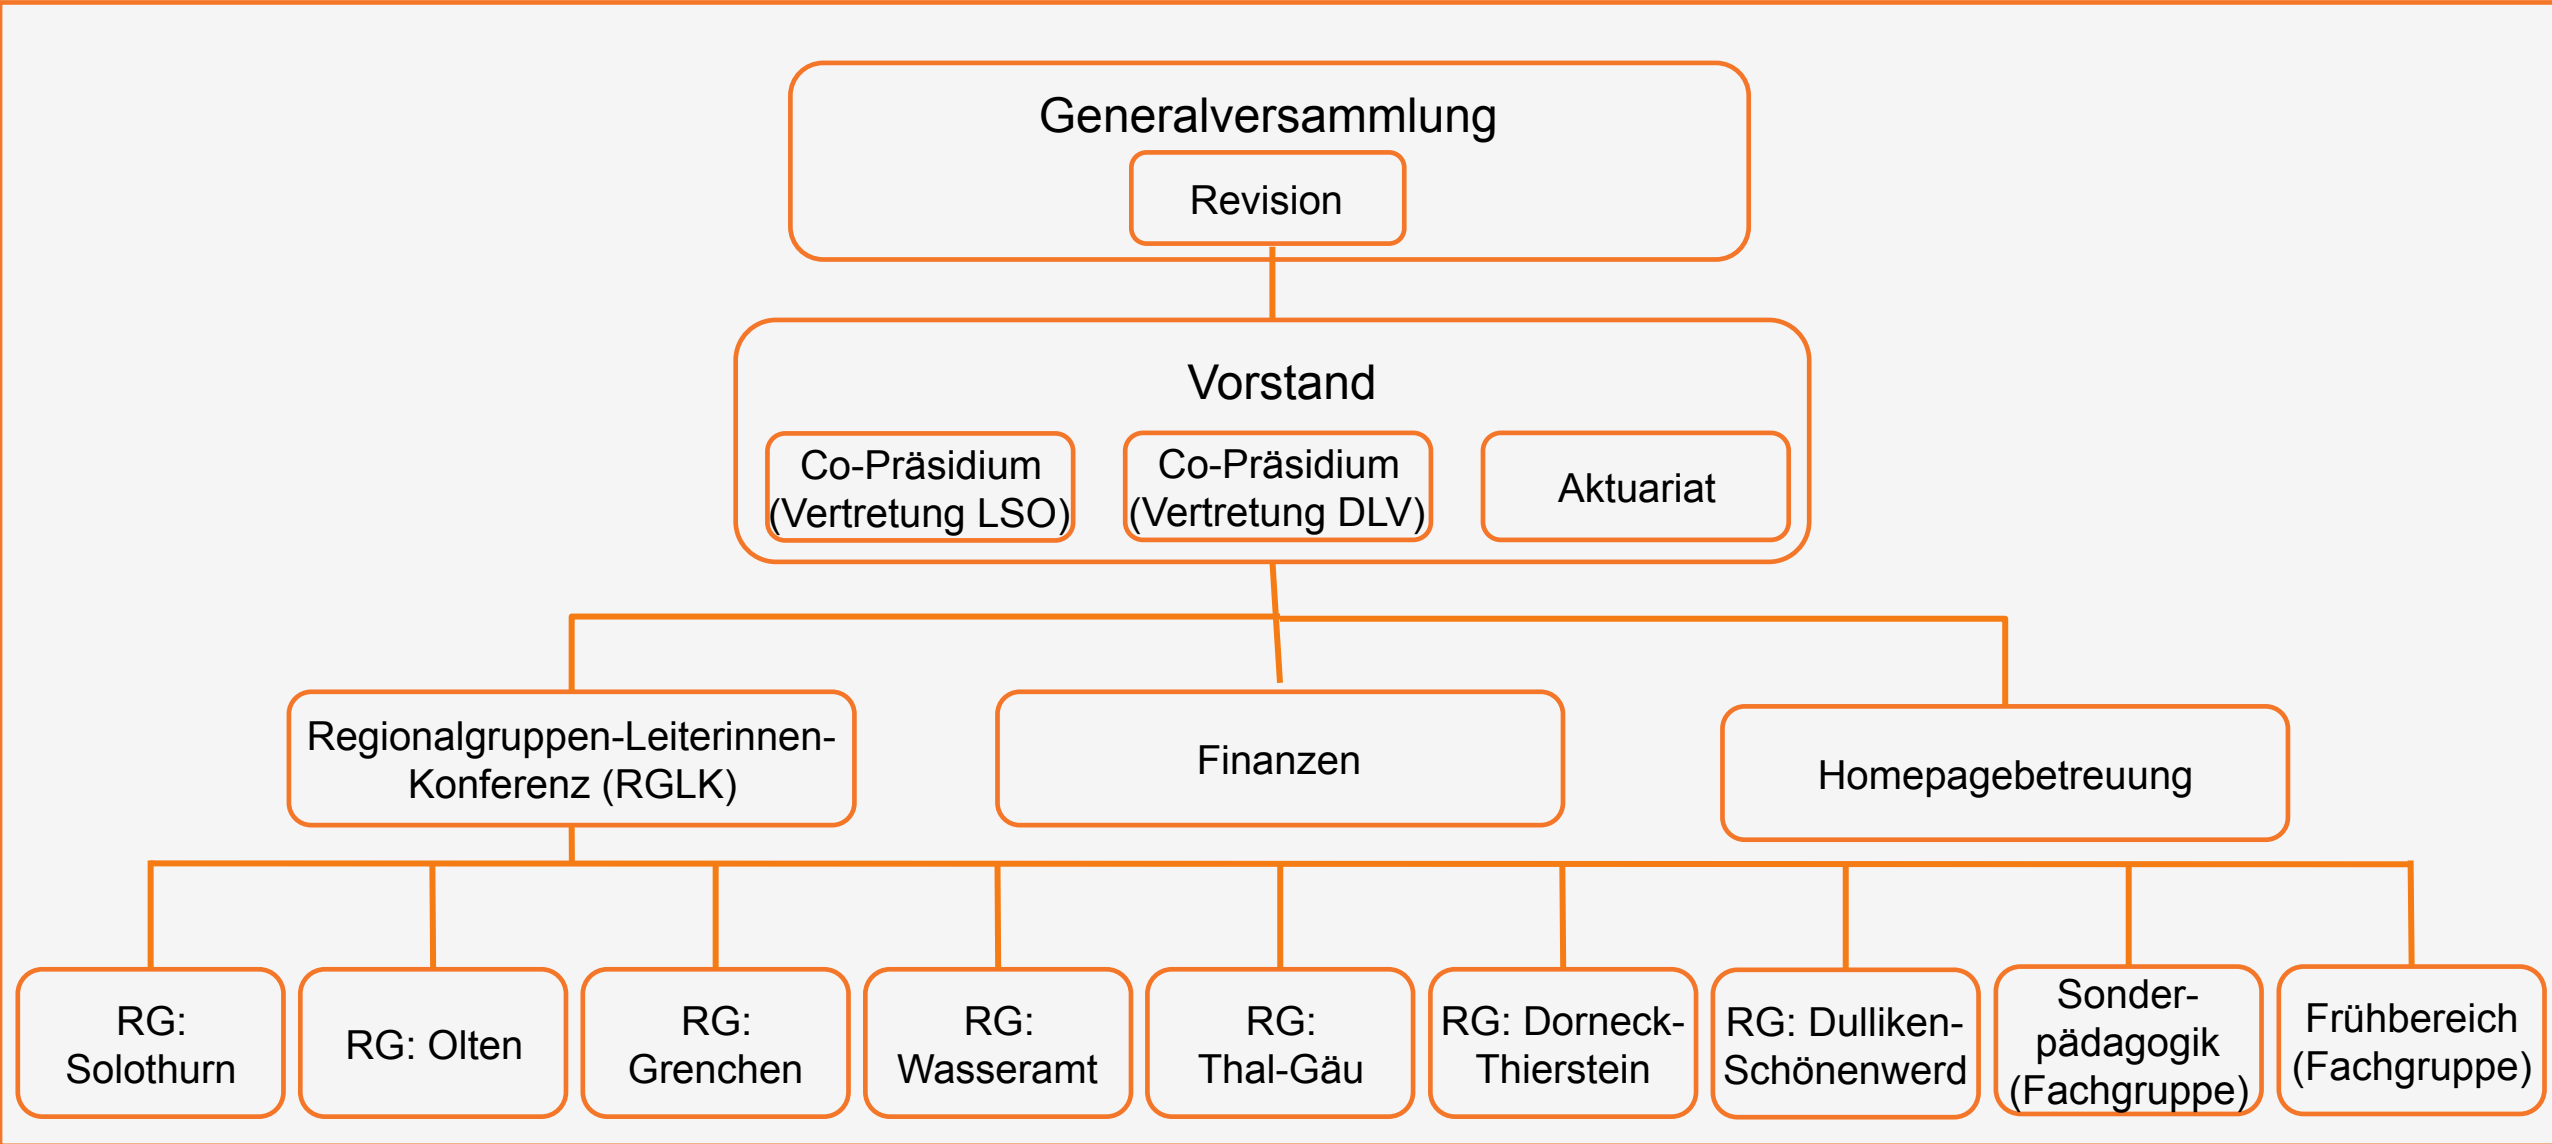 Generalversammlung
Revision
Vorstand
Co-Präsidium
(Vertretung LSO)
Co-Präsidium
(Vertretung DLV)
Aktuariat
Regionalgruppen-Leiterinnen-
Konferenz (RGLK)
Finanzen
Homepagebetreuung
RG:
Solothurn
RG: Olten
RG:
Grenchen
RG:
Wasseramt
RG:
Thal-Gäu
RG: Dorneck-
Thierstein
RG: Dulliken-
Schönenwerd
Sonder-
pädagogik
(Fachgruppe)
Frühbereich
(Fachgruppe)